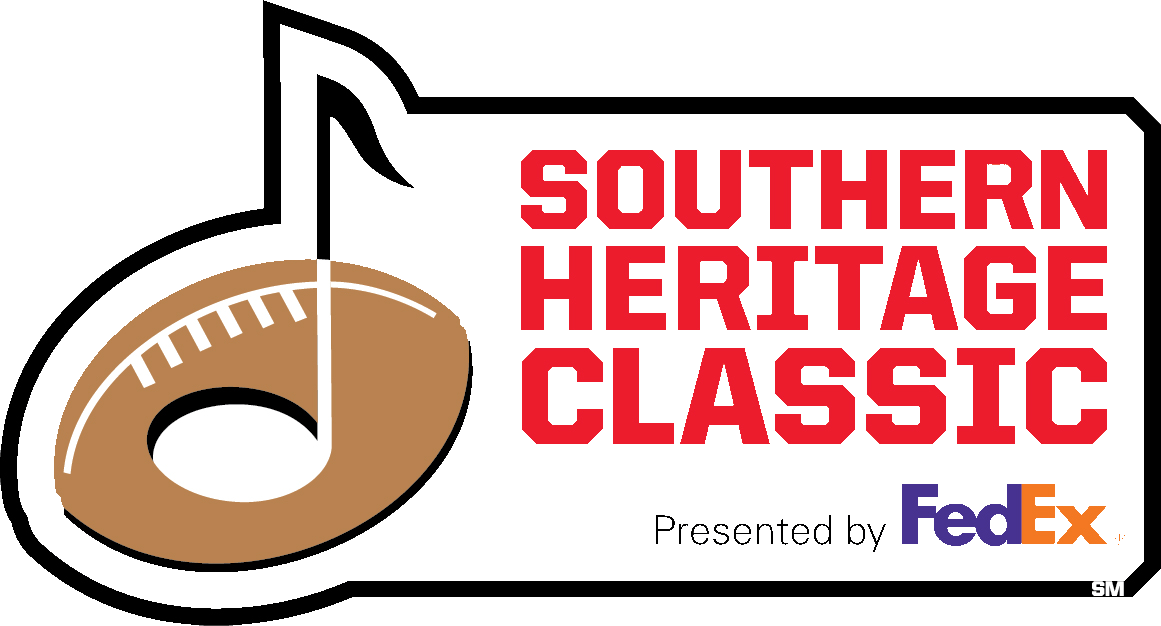 SOUTHERN
HERITAGE
CLASSIC
Presented by FedEx
SM